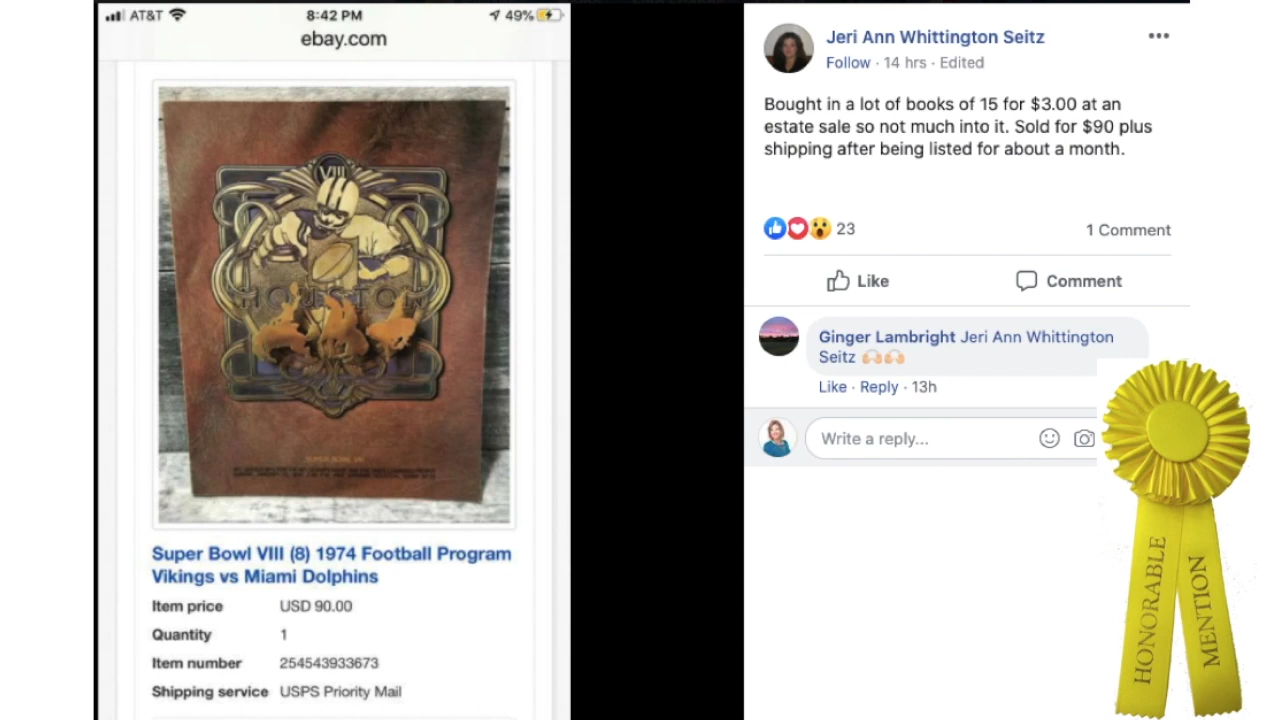 AT&T 8:42 PM 49%
ebay.com
VIII
HOUSTON
SUPER BOWL VIII
Super Bowl VIII (8) 1974 Football Program
Vikings vs Miami Dolphins
Item price USD 90.00
Quantity 1
Item number 254543933673
Shipping service USPS Priority Mail
Jeri Ann Whittington Seitz
Follow · 14 hrs · Edited
Bought in a lot of books of 15 for $3.00 at an
estate sale so not much into it. Sold for $90 plus
shipping after being listed for about a month.
23 1 Comment
Like Comment
Ginger Lambright Jeri Ann Whittington
Seitz 🙌🏻🙌🏻
Like · Reply · 13h
Write a reply...
HONORABLE
MENTION